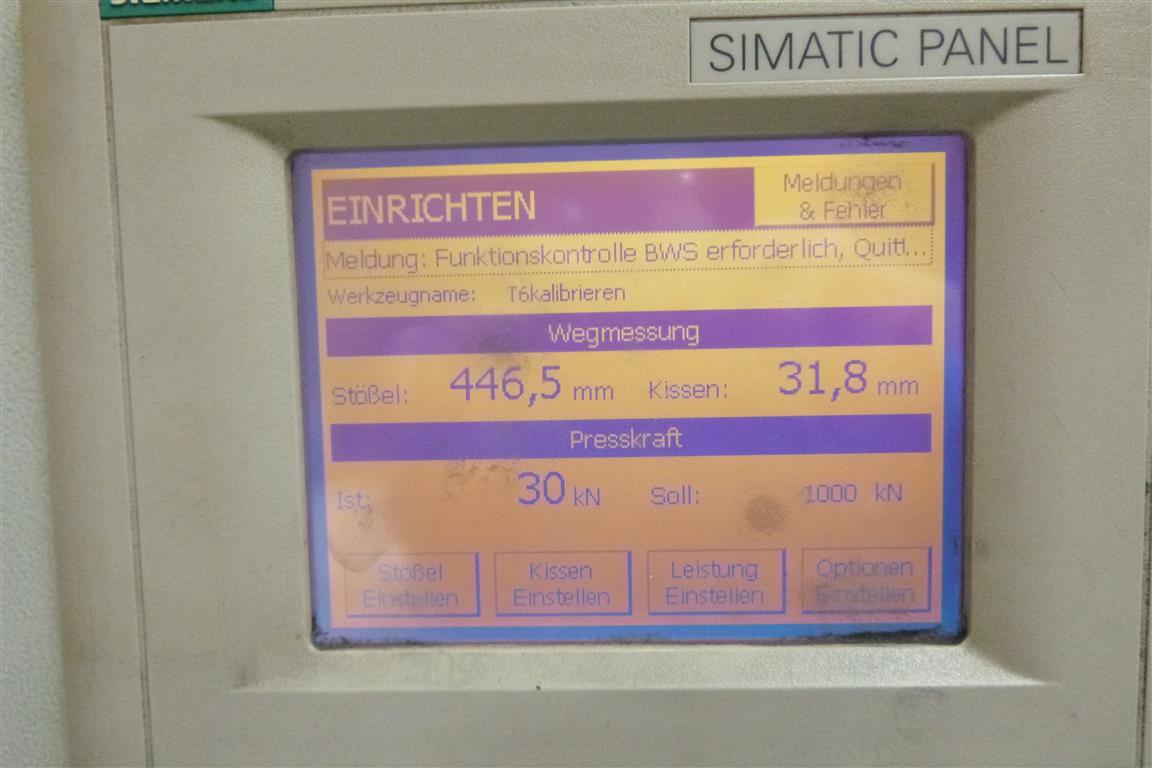 SIMATIC PANEL
EINRICHTEN
Meldungen
& Fehler
Meldung: Funktionskontrolle BWS erforderlich, Quitl...
Werkzeugname: T6kalibrieren
Wegmessung
Stößel: 446,5 mm Kissen: 31,8 mm
Presskraft
Ist: 30 kN Soll: 1000 kN
Stößel
Einstellen
Kissen
Einstellen
Leistung
Einstellen
Optionen
Einstellen